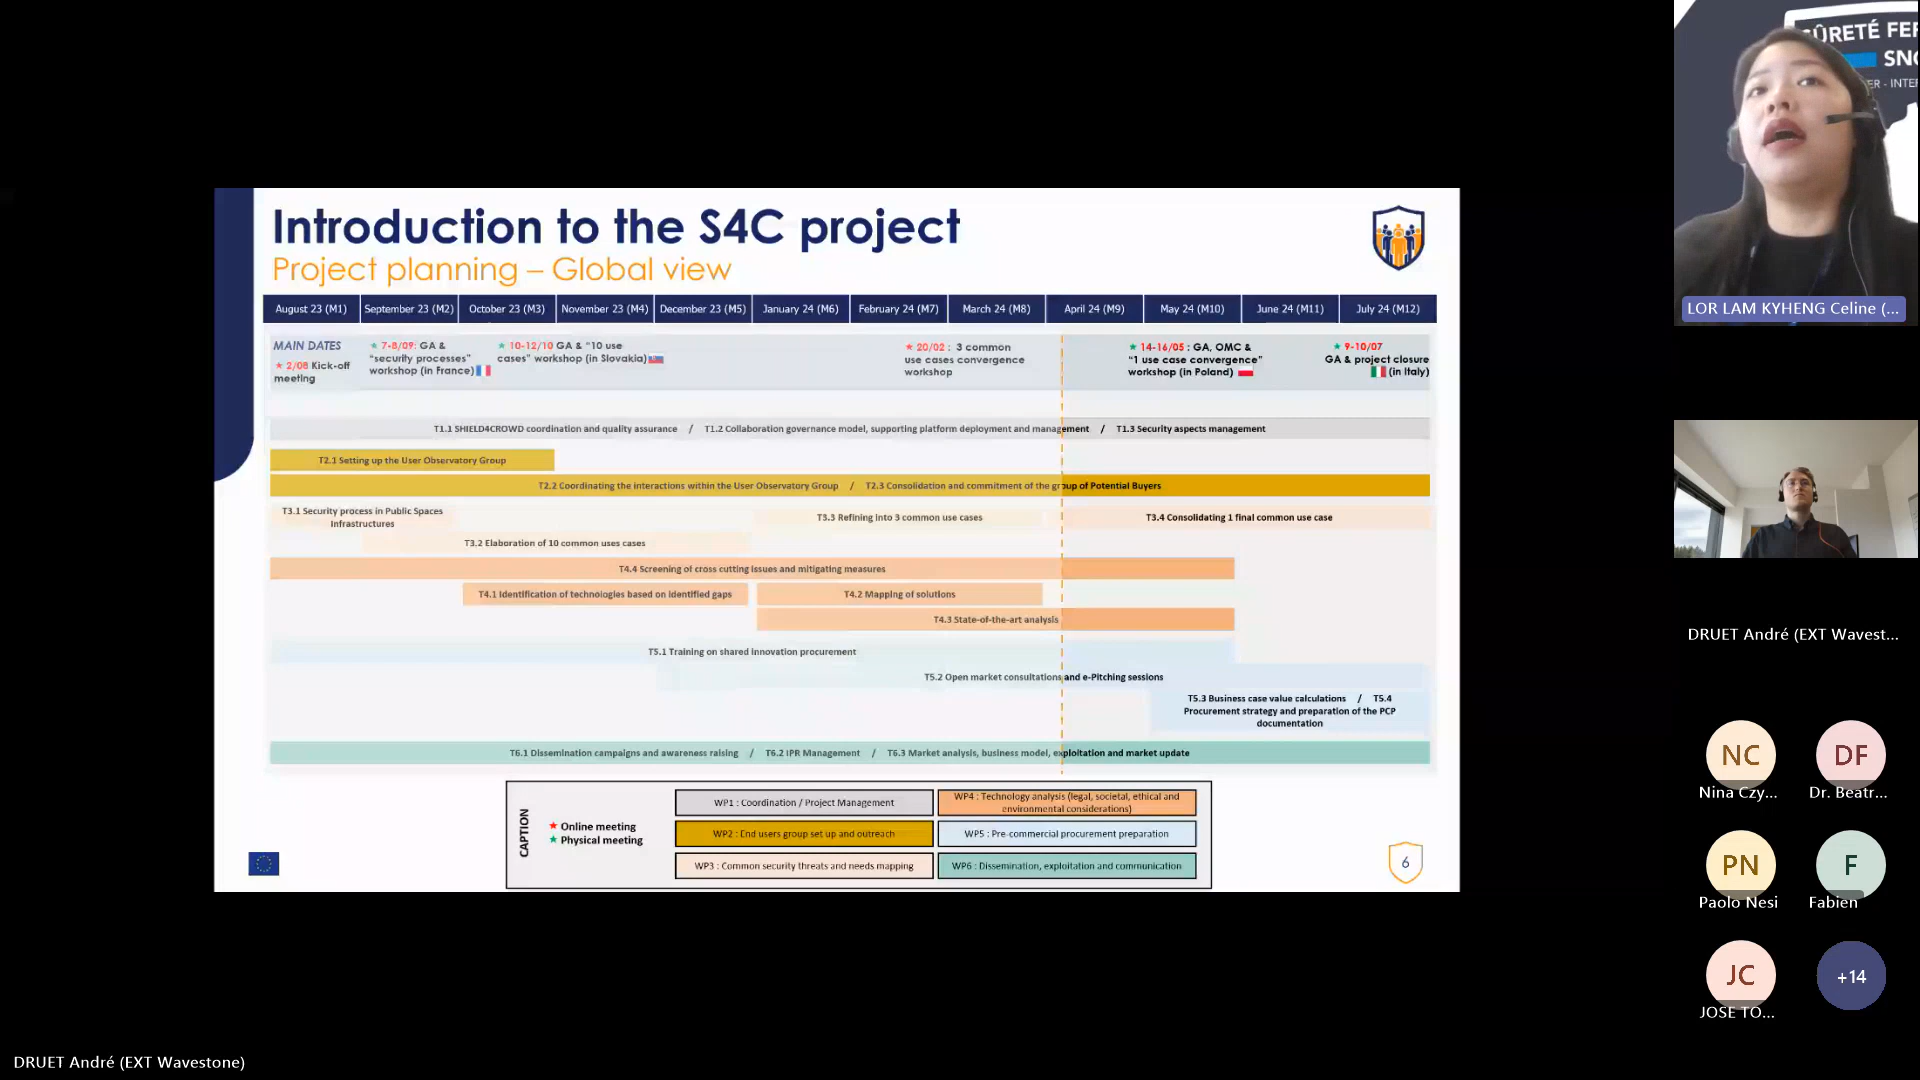 Introduction to the S4C project
Project planning – Global view
August 23 (M1) September 23 (M2) October 23 (M3) November 23 (M4) December 23 (M5) January 24 (M6) February 24 (M7) March 24 (M8) April 24 (M9) May 24 (M10) June 24 (M11) July 24 (M12)
MAIN DATES
★ 2/08 Kick-off
meeting
★ 7-8/09: GA &
“security processes”
workshop (in France)
★ 10-12/10 GA & “10 use
cases” workshop (in Slovakia)
★ 20/02 : 3 common
use cases convergence
workshop
★ 14-16/05 : GA, OMC &
“1 use case convergence”
workshop (in Poland)
★ 9-10/07
GA & project closure
(in Italy)
T1.1 SHIELD4CROWD coordination and quality assurance / T1.2 Collaboration governance model, supporting platform deployment and management / T1.3 Security aspects management
T2.1 Setting up the User Observatory Group
T2.2 Coordinating the interactions within the User Observatory Group / T2.3 Consolidation and commitment of the group of Potential Buyers
T3.1 Security process in Public Spaces
Infrastructures
T3.3 Refining into 3 common use cases
T3.4 Consolidating 1 final common use case
T3.2 Elaboration of 10 common uses cases
T4.4 Screening of cross cutting issues and mitigating measures
T4.1 Identification of technologies based on identified gaps
T4.2 Mapping of solutions
T4.3 State-of-the-art analysis
T5.1 Training on shared innovation procurement
T5.2 Open market consultations and e-Pitching sessions
T5.3 Business case value calculations / T5.4
Procurement strategy and preparation of the PCP
documentation
T6.1 Dissemination campaigns and awareness raising / T6.2 IPR Management / T6.3 Market analysis, business model, exploitation and market update
CAPTION
★ Online meeting
★ Physical meeting
WP1 : Coordination / Project Management
WP2 : End users group set up and outreach
WP3 : Common security threats and needs mapping
WP4 : Technology analysis (legal, societal, ethical and
environmental considerations)
WP5 : Pre-commercial procurement preparation
WP6 : Dissemination, exploitation and communication
6
ÛRETÉ FER
SNC
ER - INTER
LOR LAM KYHENG Celine (...
DRUET André (EXT Wavest...
NC
Nina Czy...
DF
Dr. Beatr...
PN
Paolo Nesi
F
Fabien
JC
JOSE TO...
+14
DRUET André (EXT Wavestone)